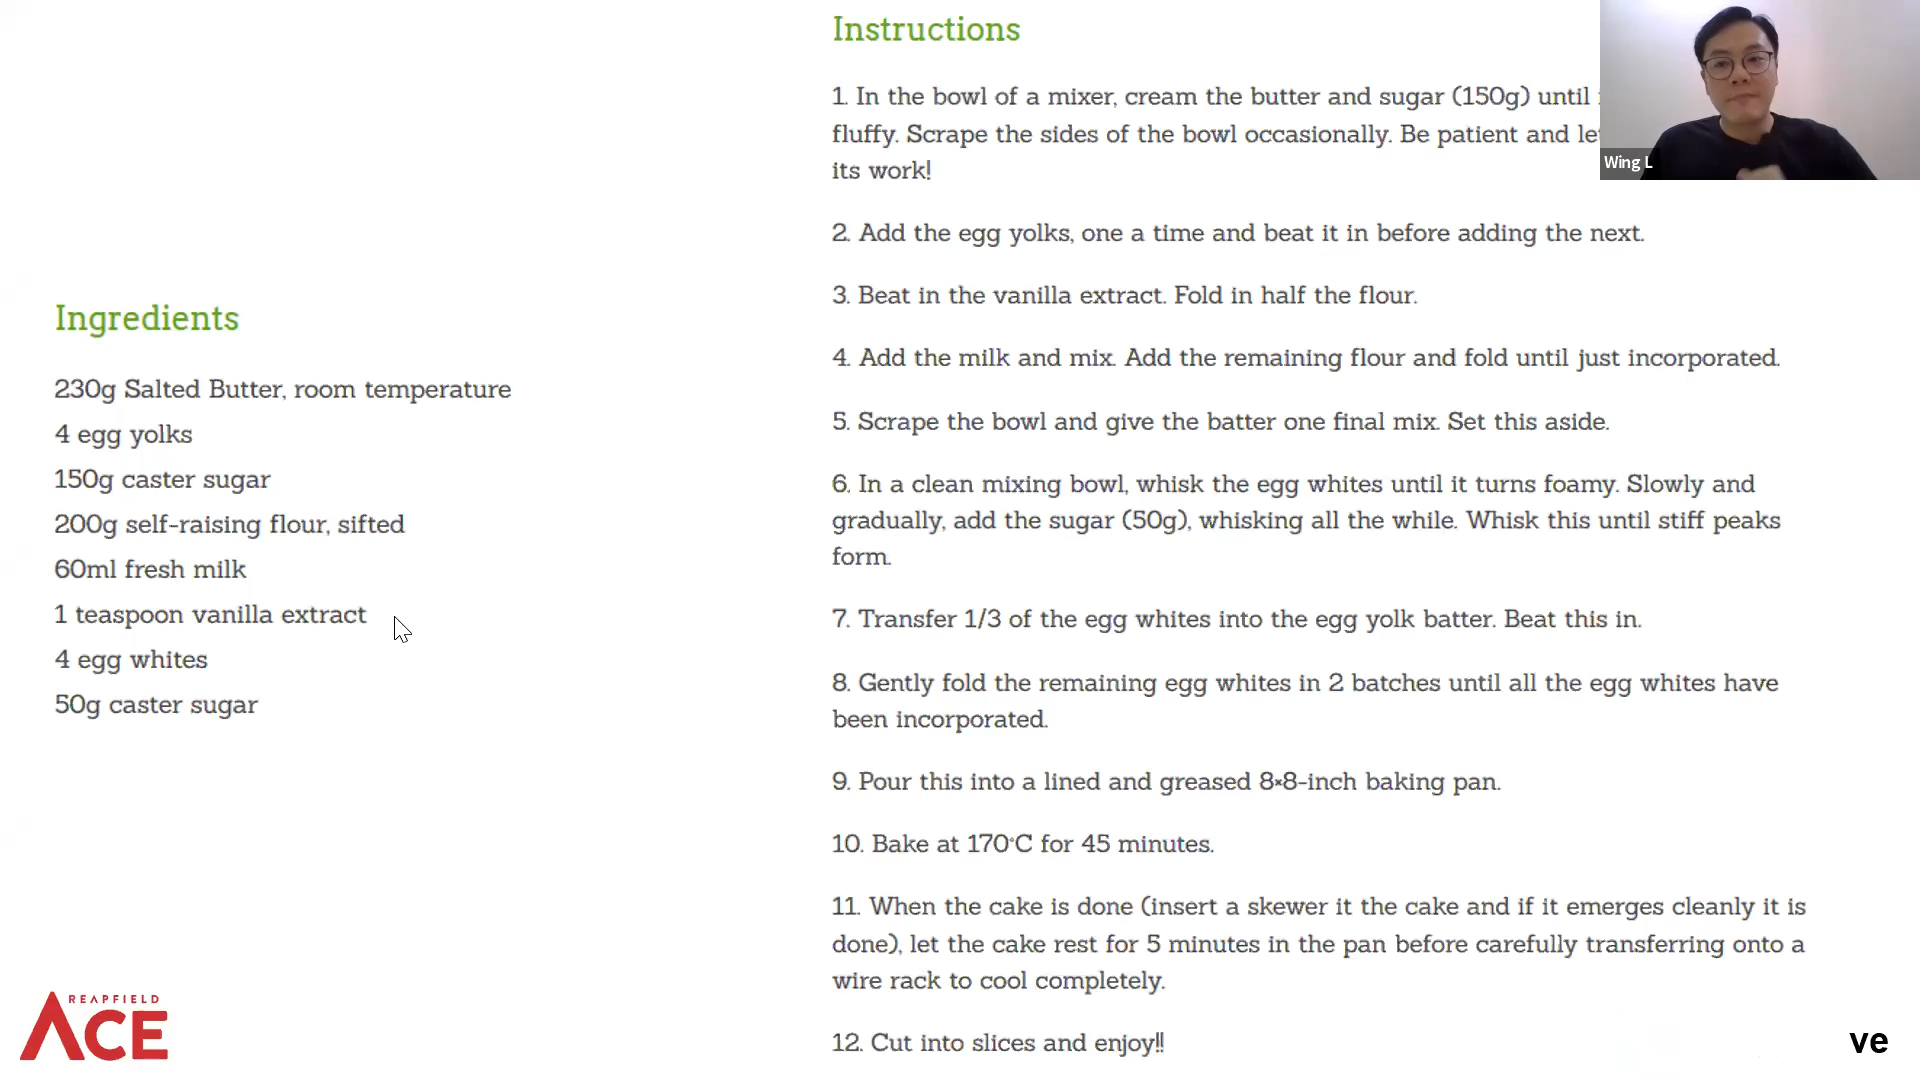 Instructions
1. In the bowl of a mixer, cream the butter and sugar (150g) until
fluffy. Scrape the sides of the bowl occasionally. Be patient and
its work!
2. Add the egg yolks, one a time and beat it in before adding the next.
3. Beat in the vanilla extract. Fold in half the flour.
4. Add the milk and mix. Add the remaining flour and fold until just incorporated.
5. Scrape the bowl and give the batter one final mix. Set this aside.
6. In a clean mixing bowl, whisk the egg whites until it turns foamy. Slowly and
gradually, add the sugar (50g), whisking all the while. Whisk this until stiff peaks
form.
7. Transfer 1/3 of the egg whites into the egg yolk batter. Beat this in.
8. Gently fold the remaining egg whites in 2 batches until all the egg whites have
been incorporated.
9. Pour this into a lined and greased 8×8-inch baking pan.
10. Bake at 170°C for 45 minutes.
11. When the cake is done (insert a skewer it the cake and if it emerges cleanly it is
done), let the cake rest for 5 minutes in the pan before carefully transferring onto a
wire rack to cool completely.
12. Cut into slices and enjoy!!
Ingredients
230g Salted Butter, room temperature
4 egg yolks
150g caster sugar
200g self-raising flour, sifted
60ml fresh milk
1 teaspoon vanilla extract
4 egg whites
50g caster sugar
Wing L
REAPFIELD
ACE
ve